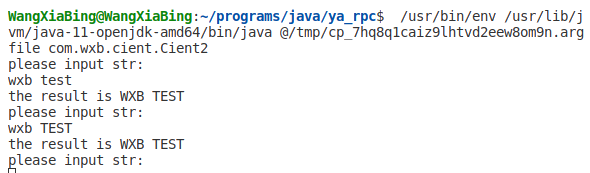 WangXiaBing@WangXiaBing:~/programs/java/ya_rpc$  /usr/bin/env /usr/lib/j
vm/java-11-openjdk-amd64/bin/java @/tmp/cp_7hq8q1caiz9lhtvd2eew8om9n.arg
file com.wxb.cient.Cient2
please input str:
wxb test
the result is WXB TEST
please input str:
wxb TEST
the result is WXB TEST
please input str: